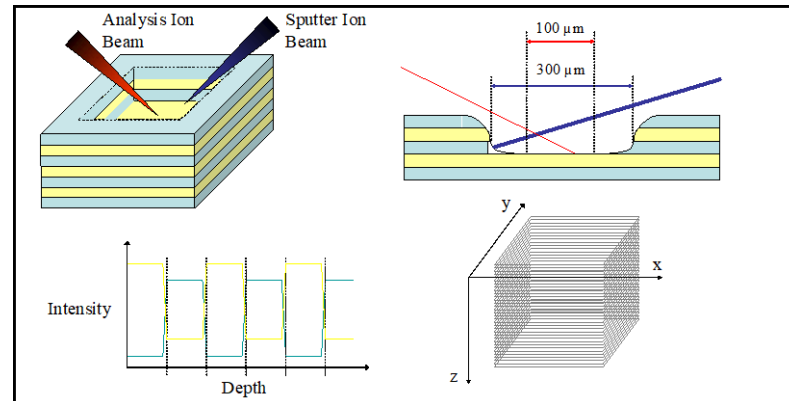 Analysis Ion
Beam
Sputter Ion
Beam
100 µm
300 µm
Intensity
Depth
y
x
z